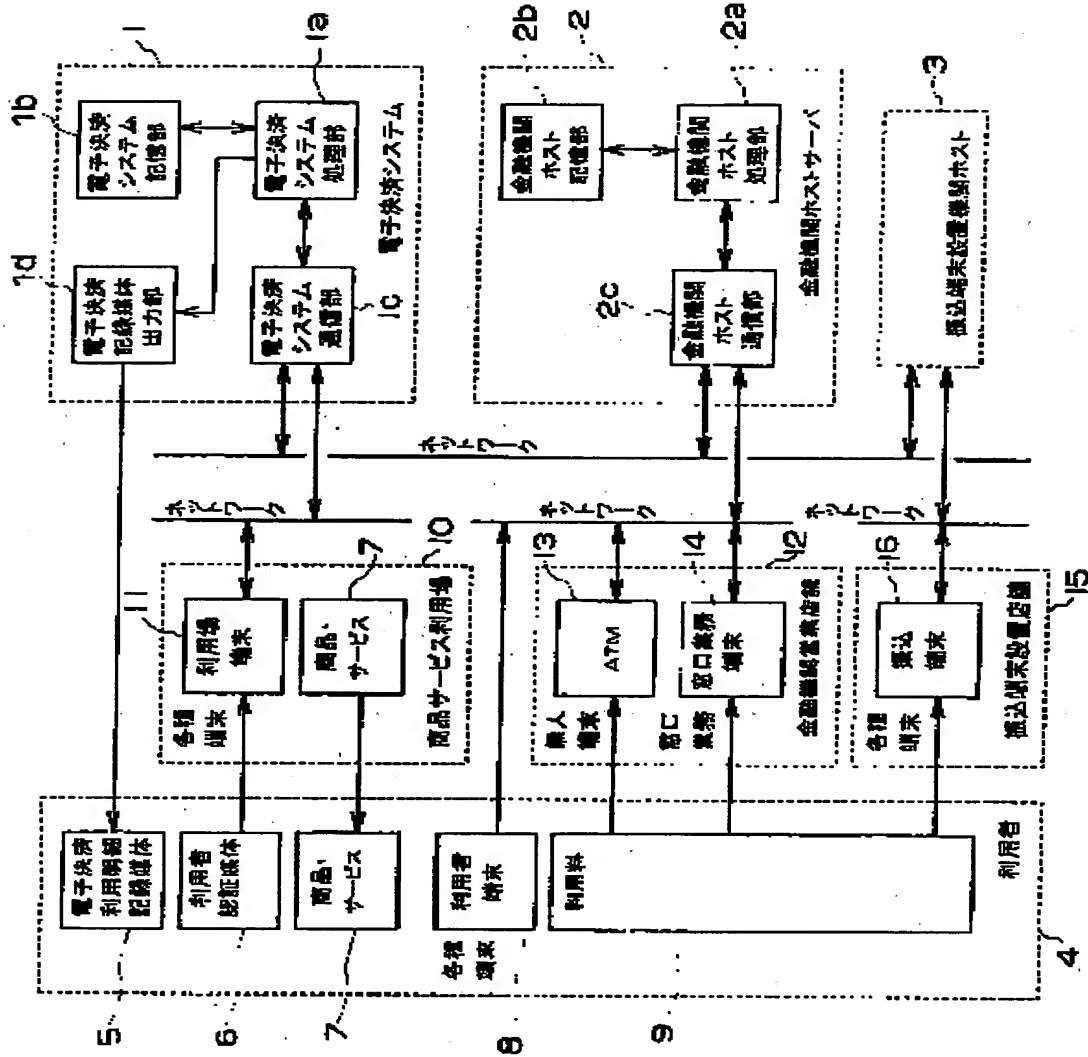 1
1b
電子決済
システム
記憶部
1a
電子決済
システム
処理部
1d
電子決済
記録媒体
出力部
電子決済
システム
通信部
1c
電子決済システム
2
2b
金融機関
ホスト
記憶部
2a
金融機関
ホスト
処理部
2c
金融機関
ホスト
通信部
金融機関ホストサーバ
3
振込端末設置機関ホスト
ネットワーク
ネットワーク
ネットワーク
ネットワーク
10
11
各種
端末
利用場
端末
7
商品・
サービス
商品サービス利用場
12
13
無人
端末
ATM
14
窓口
業務
窓口業務
端末
金融機関営業店舗
15
16
各種
端末
振込
端末
振込端末設置店舗
4
5
電子決済
利用明細
記録媒体
6
利用者
認証媒体
7
商品・
サービス
8
各種
端末
利用者
端末
9
利用料
利用者